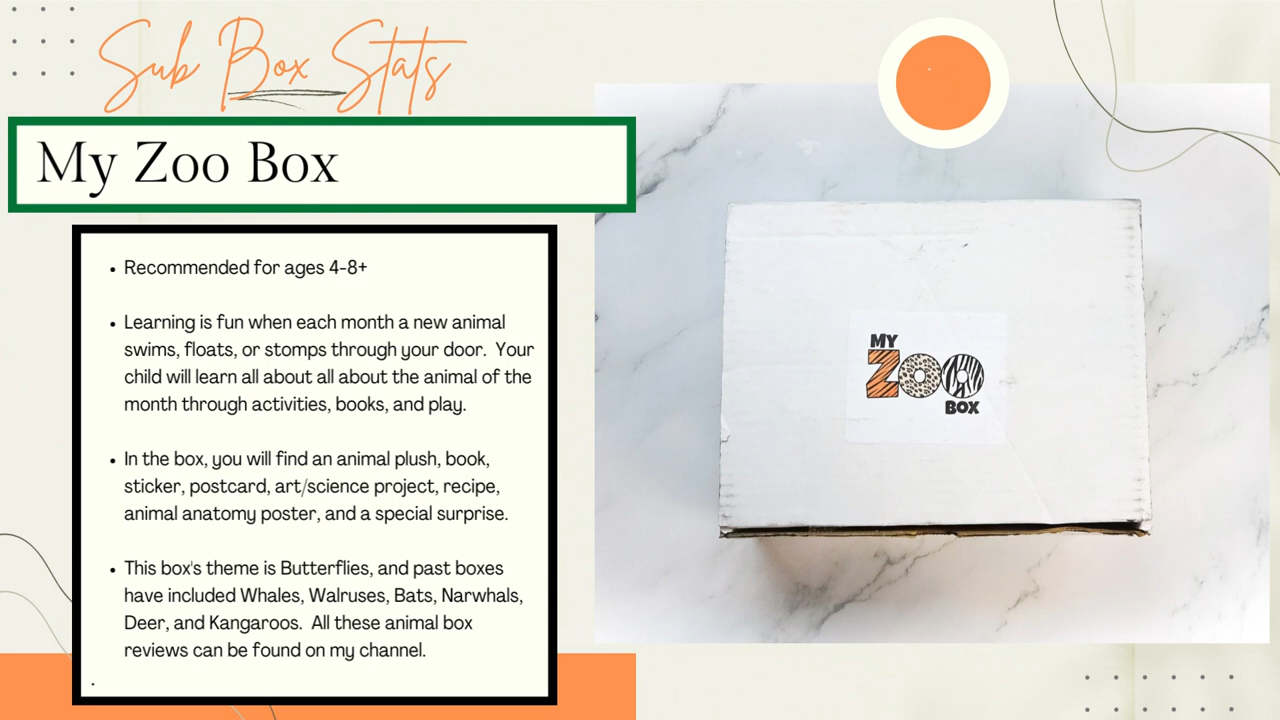 Sub Box Stats
My Zoo Box
• Recommended for ages 4-8+
• Learning is fun when each month a new animal
swims, floats, or stomps through your door.  Your
child will learn all about all about the animal of the
month through activities, books, and play.
• In the box, you will find an animal plush, book,
sticker, postcard, art/science project, recipe,
animal anatomy poster, and a special surprise.
• This box's theme is Butterflies, and past boxes
have included Whales, Walruses, Bats, Narwhals,
Deer, and Kangaroos.  All these animal box
reviews can be found on my channel.
.
MY
ZOO
BOX